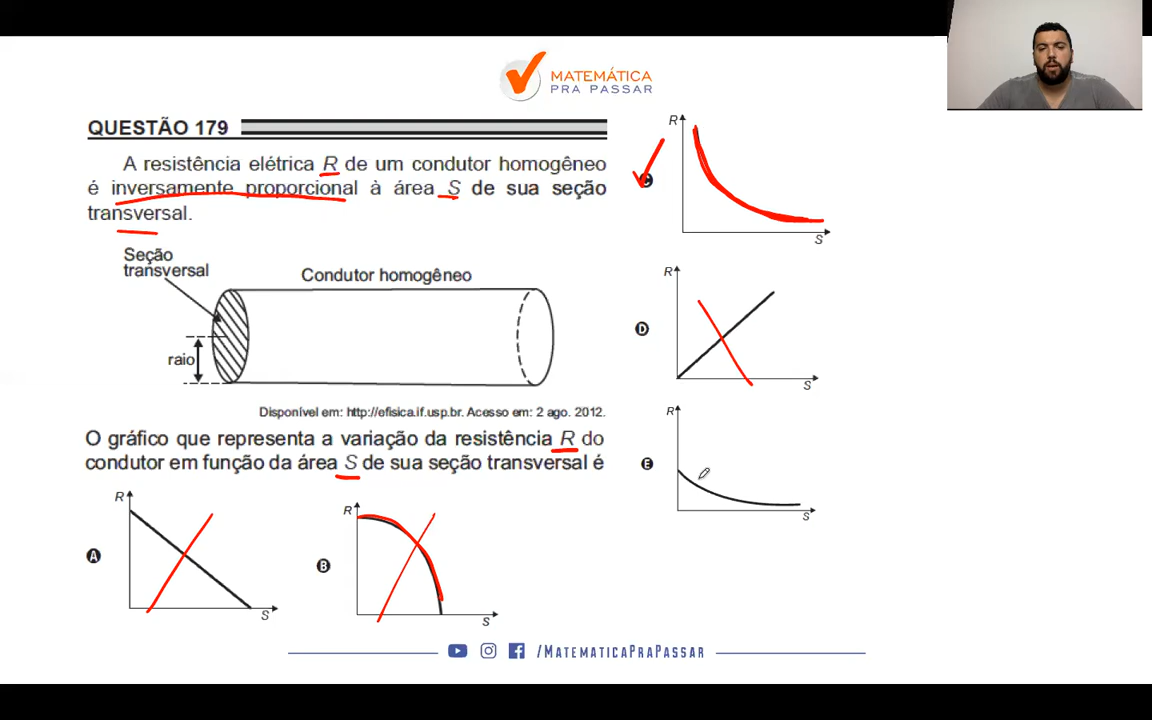 MATEMÁTICA
PRA PASSAR
QUESTÃO 179
A resistência elétrica R de um condutor homogêneo
é inversamente proporcional à área S de sua seção
transversal.
Seção
transversal
Condutor homogêneo
raio
Disponível em: http://efisica.if.usp.br. Acesso em: 2 ago. 2012.
O gráfico que representa a variação da resistência R do
condutor em função da área S de sua seção transversal é
R
A
S
R
B
S
R
C
S
R
D
S
R
E
S
/MATEMATICAPRAPASSAR